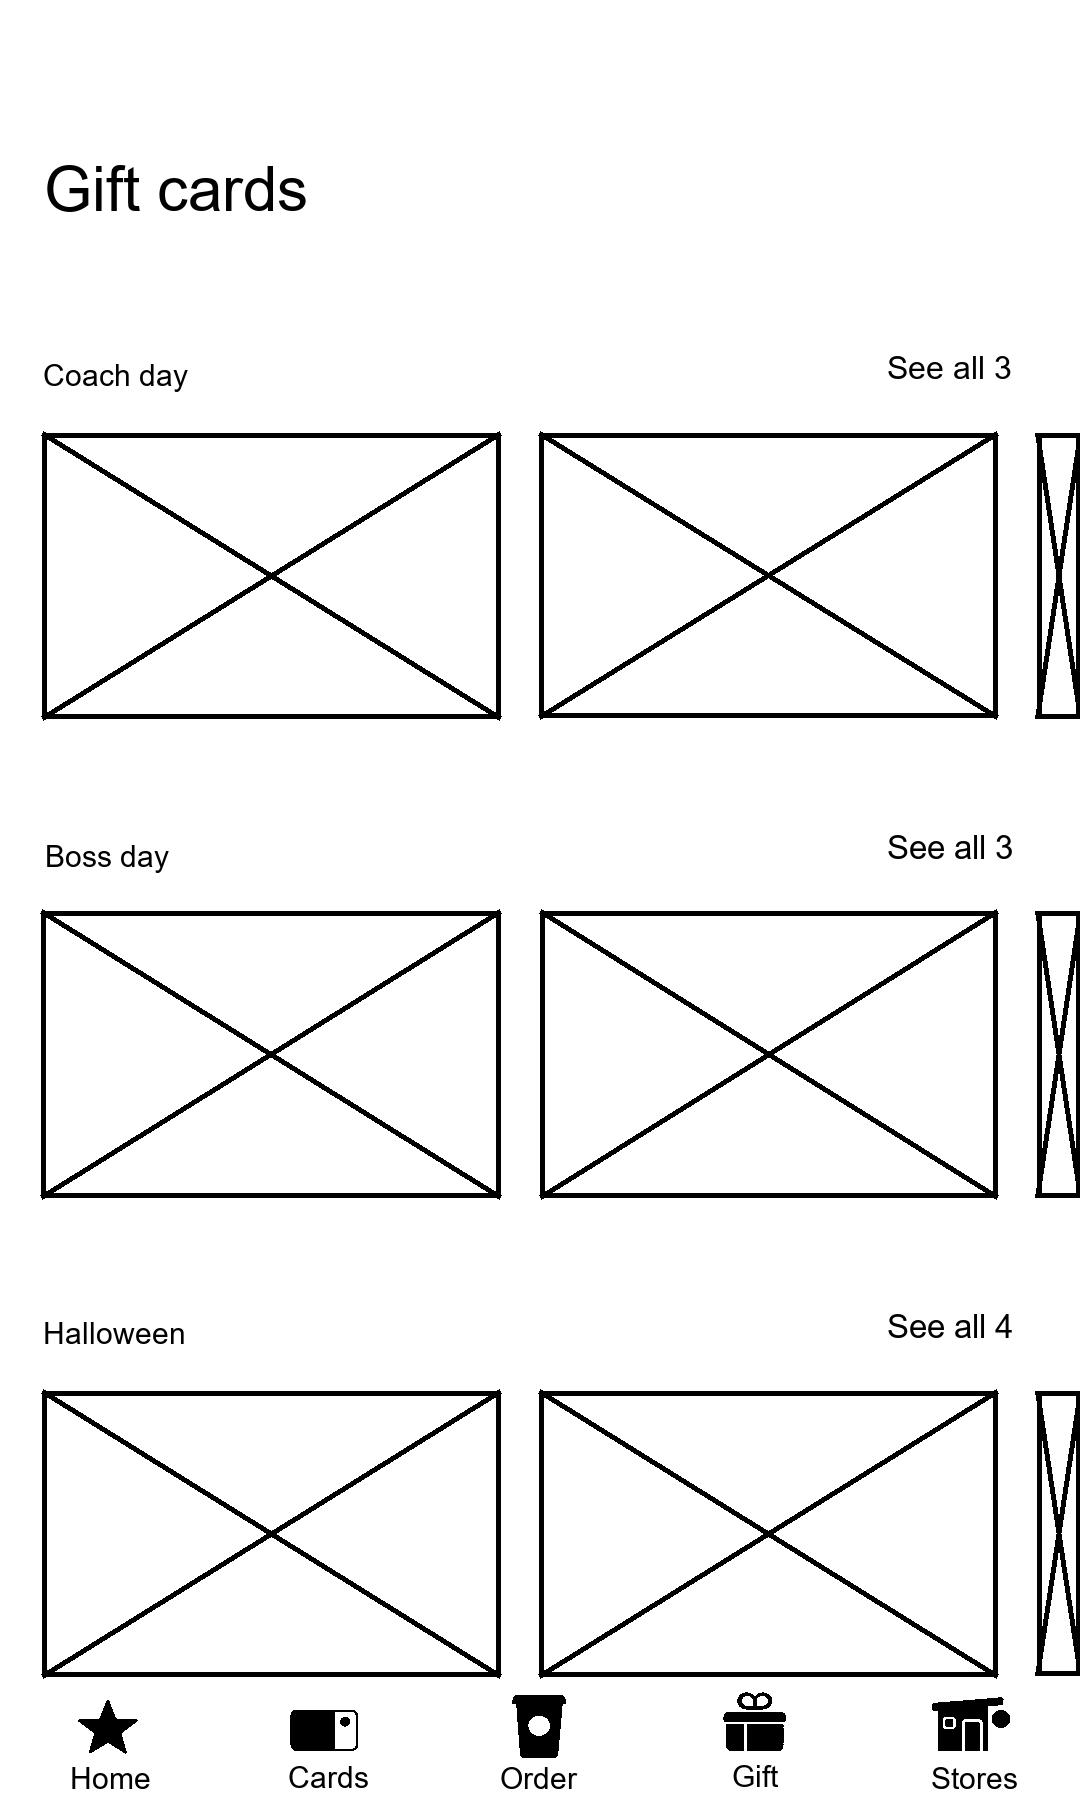 Gift cards
Coach day
See all 3
Boss day
See all 3
Halloween
See all 4
Home
Cards
Order
Gift
Stores